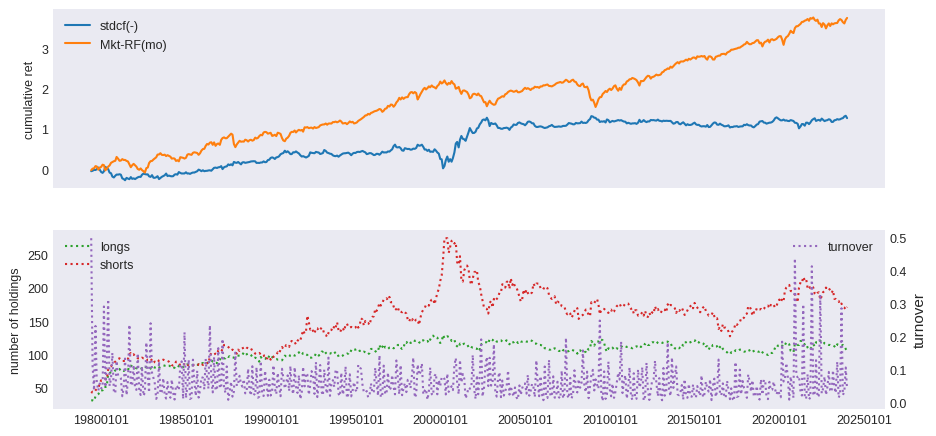 stdcf(-)
Mkt-RF(mo)
cumulative ret
3
2
1
0
longs
shorts
turnover
number of holdings
250
200
150
100
50
0.5
0.4
0.3
0.2
0.1
0.0
turnover
19800101 19850101 19900101 19950101 20000101 20050101 20100101 20150101 20200101 20250101